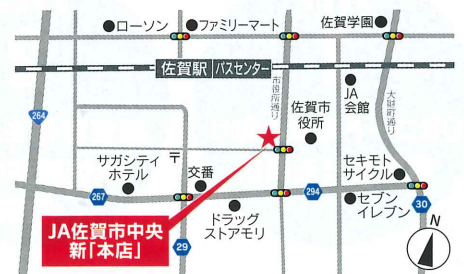 ローソン
ファミリーマート
佐賀学園
佐賀駅 バスセンター
市役所通り
JA
会館
大財町通り
264
佐賀市
役所
サガシティ
ホテル
〒
交番
セキモト
サイクル
267
294
ドラッグ
ストアモリ
セブン
イレブン
30
JA佐賀市中央
新「本店」
29
N